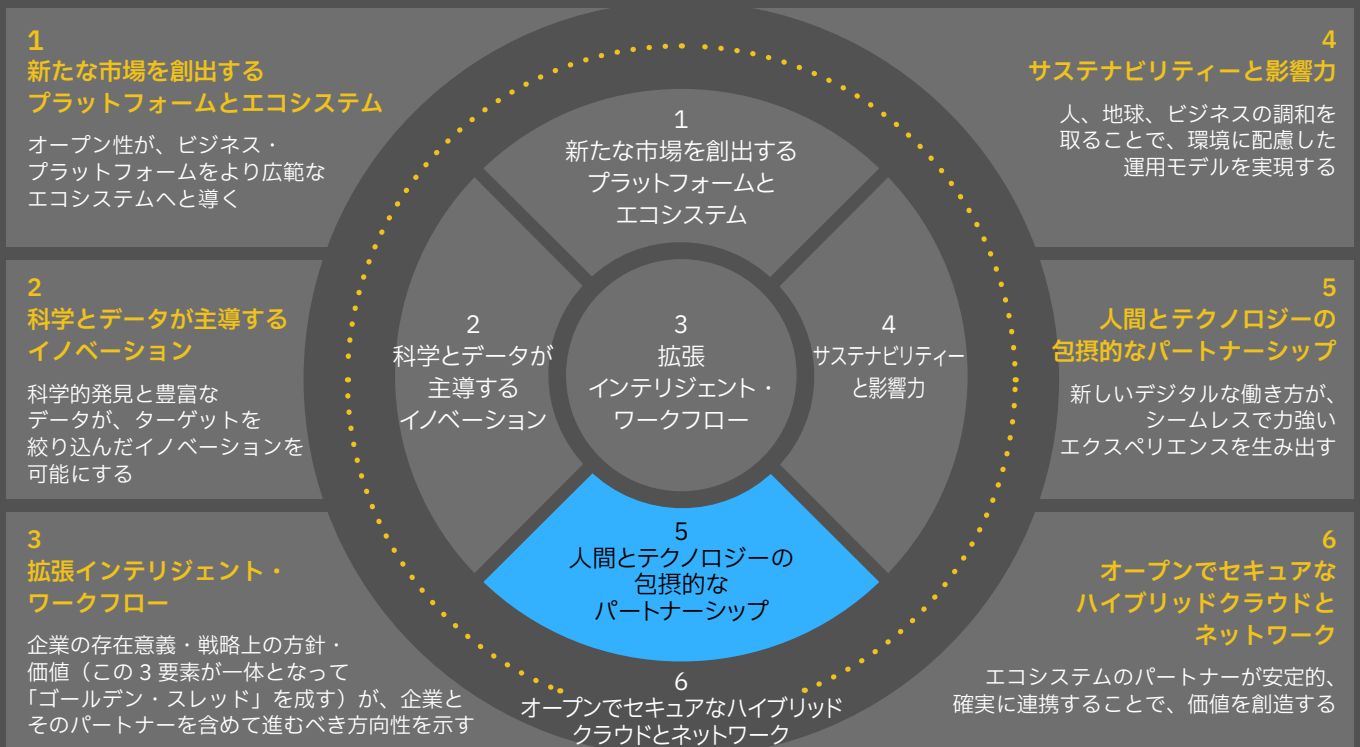 1
新たな市場を創出する
プラットフォームとエコシステム
オープン性が、ビジネス・
プラットフォームをより広範な
エコシステムへと導く
2
科学とデータが主導する
イノベーション
科学的発見と豊富な
データが、ターゲットを
絞り込んだイノベーションを
可能にする
3
拡張インテリジェント・
ワークフロー
企業の存在意義・戦略上の方針・
価値（この 3 要素が一体となって
「ゴールデン・スレッド」を成す）が、企業と
そのパートナーを含めて進むべき方向性を示す
1
新たな市場を創出する
プラットフォームと
エコシステム
2
科学とデータが
主導する
イノベーション
3
拡張
インテリジェント・
ワークフロー
4
サステナビリティー
と影響力
5
人間とテクノロジーの
包摂的な
パートナーシップ
6
オープンでセキュアなハイブリッド
クラウドとネットワーク
4
サステナビリティーと影響力
人、地球、ビジネスの調和を
取ることで、環境に配慮した
運用モデルを実現する
5
人間とテクノロジーの
包摂的なパートナーシップ
新しいデジタルな働き方が、
シームレスで力強い
エクスペリエンスを生み出す
6
オープンでセキュアな
ハイブリッドクラウドと
ネットワーク
エコシステムのパートナーが安定的、
確実に連携することで、価値を創造する